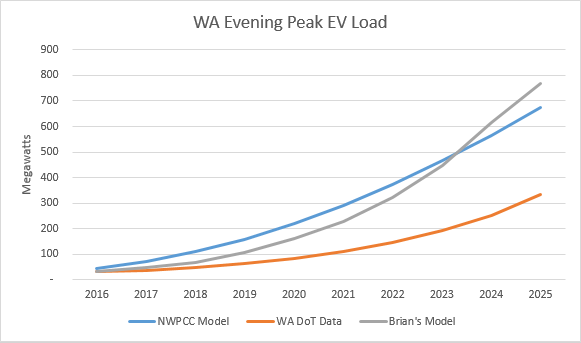 WA Evening Peak EV Load
900
800
700
600
500
400
300
200
100
-
Megawatts
2016 2017 2018 2019 2020 2021 2022 2023 2024 2025
NWPCC Model WA DoT Data Brian's Model